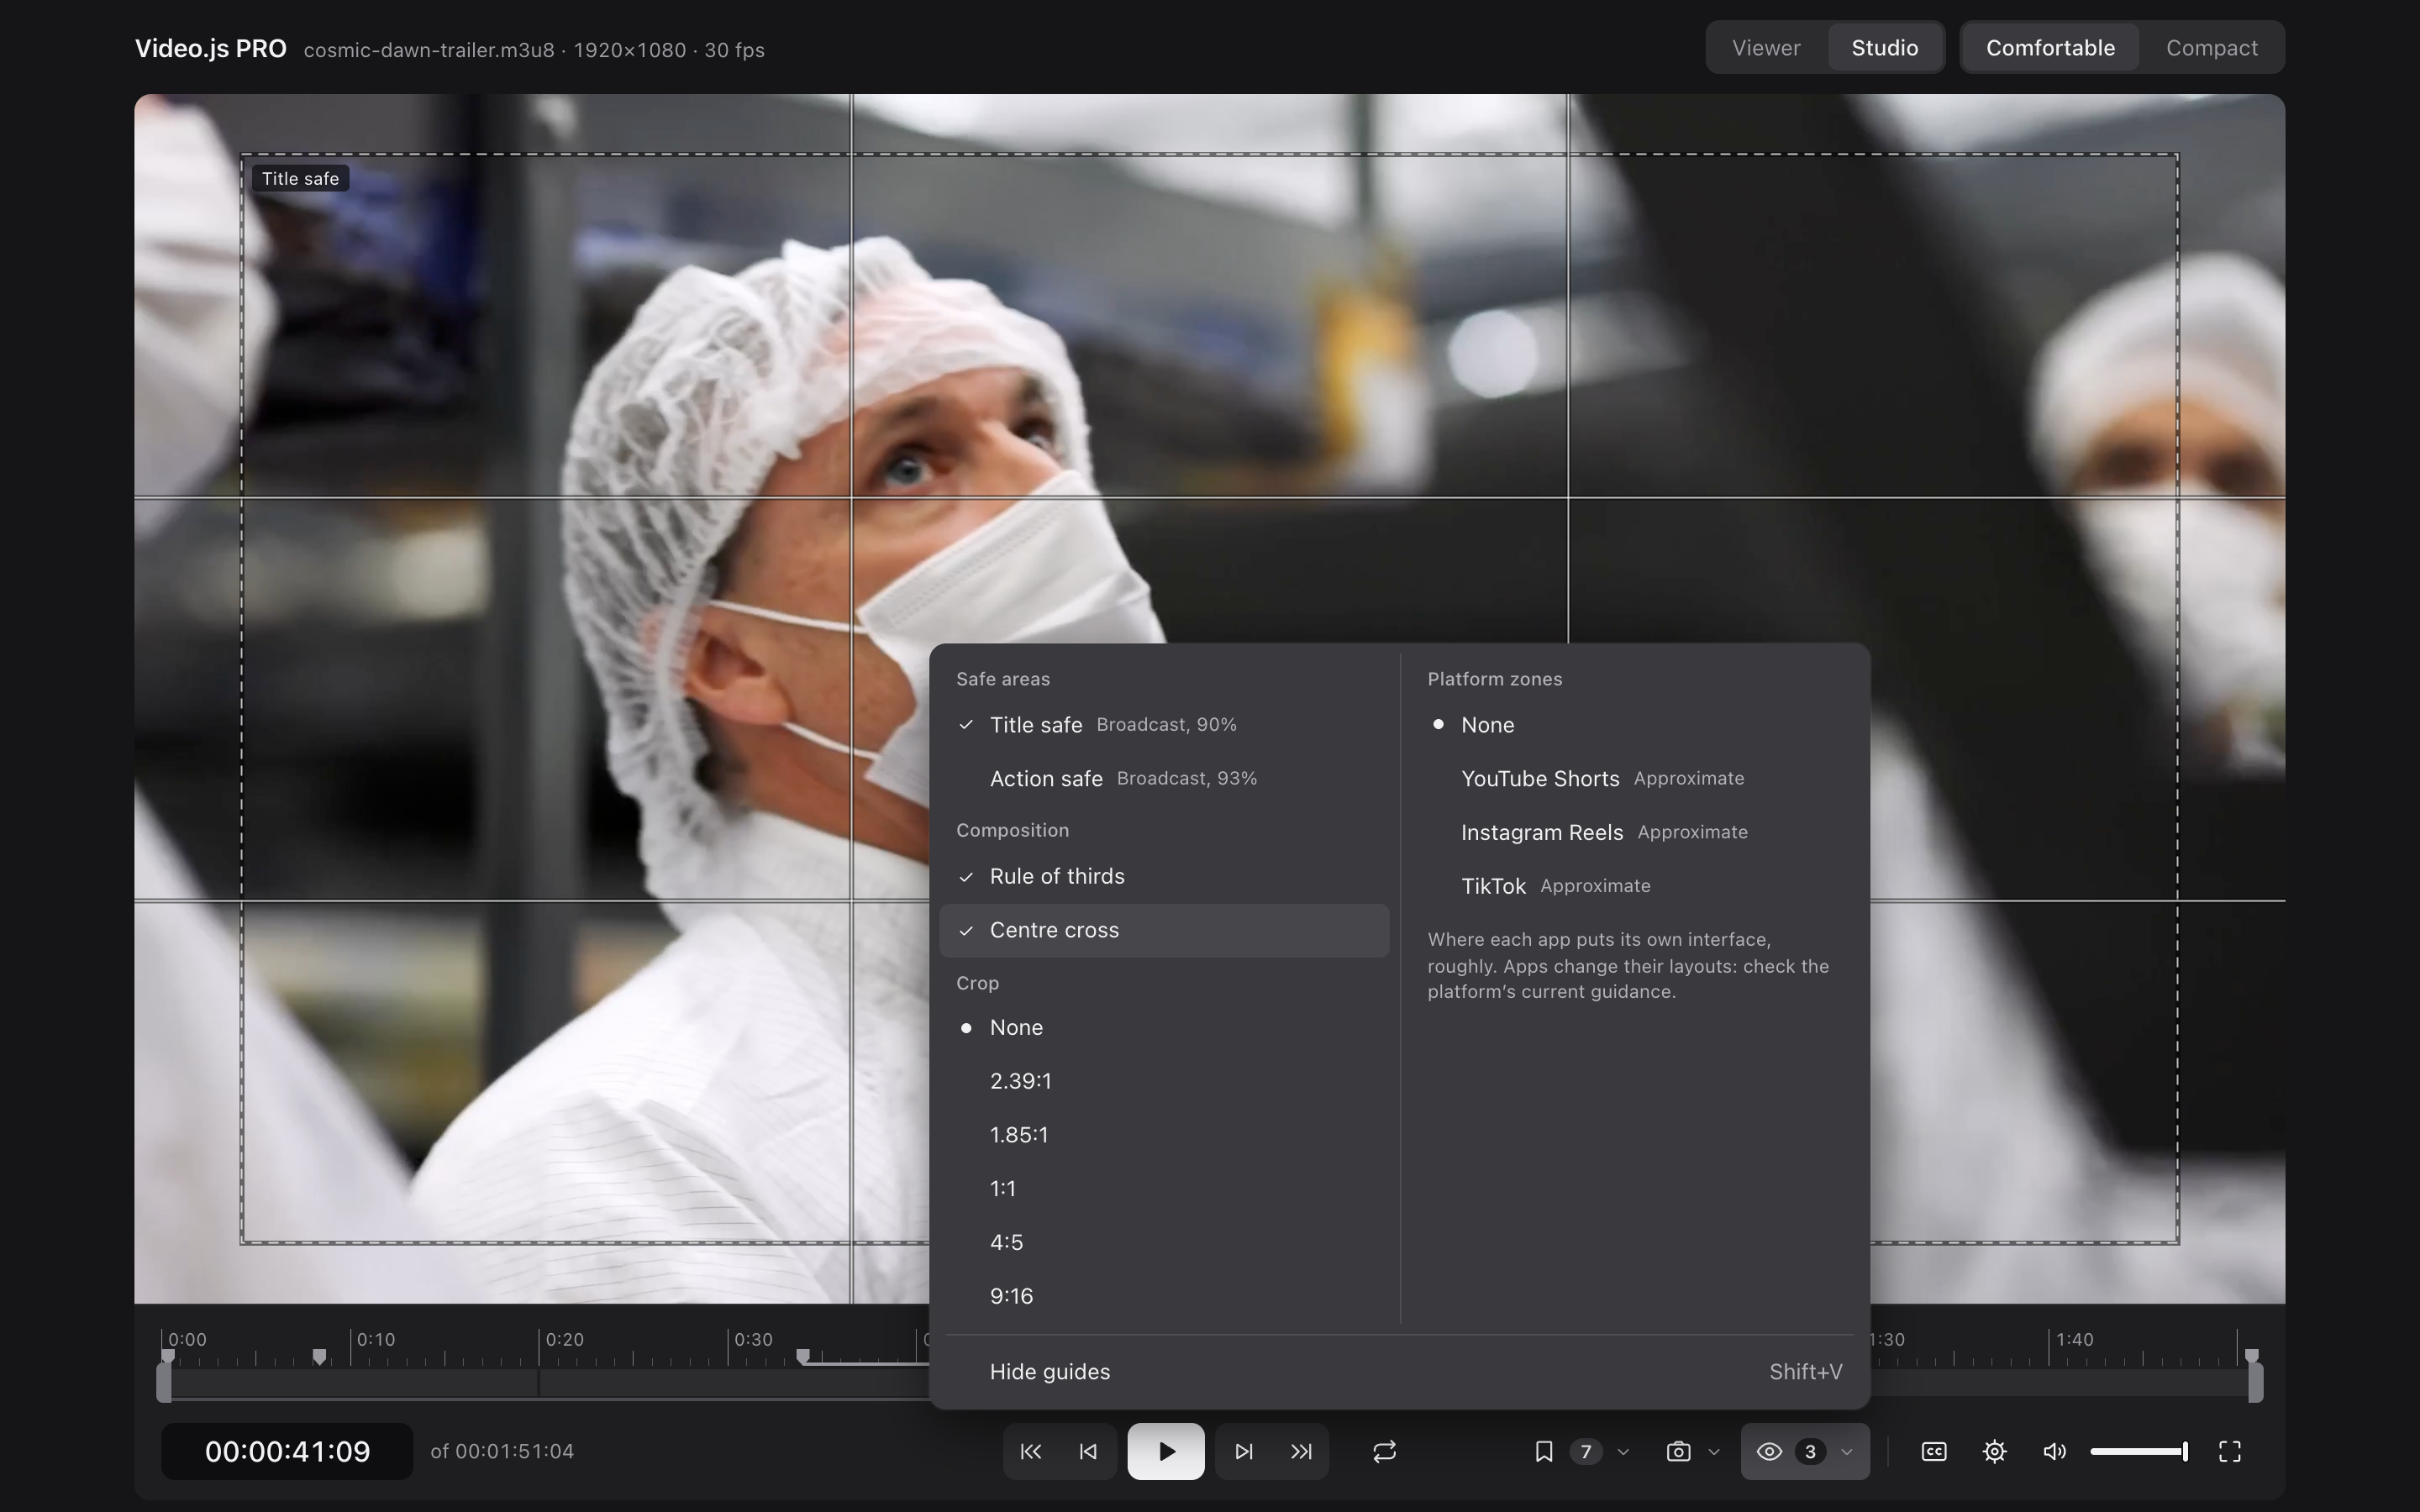 Video.js PRO cosmic-dawn-trailer.m3u8 · 1920×1080 · 30 fps
Viewer Studio Comfortable Compact
Title safe
Safe areas
Title safe Broadcast, 90%
Action safe Broadcast, 93%
Composition
Rule of thirds
Centre cross
Crop
None
2.39:1
1.85:1
1:1
4:5
9:16
Platform zones
None
YouTube Shorts Approximate
Instagram Reels Approximate
TikTok Approximate
Where each app puts its own interface,
roughly. Apps change their layouts: check the
platform’s current guidance.
Hide guides Shift+V
0:00 0:10 0:20 0:30 1:30 1:40
00:00:41:09 of 00:01:51:04 7 3 CC